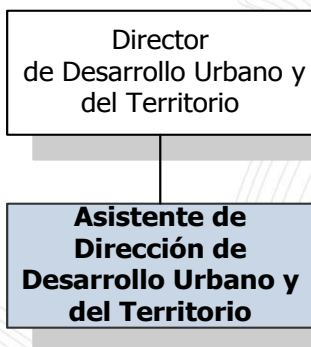 Director
de Desarrollo Urbano y
del Territorio
Asistente de
Dirección de
Desarrollo Urbano y
del Territorio